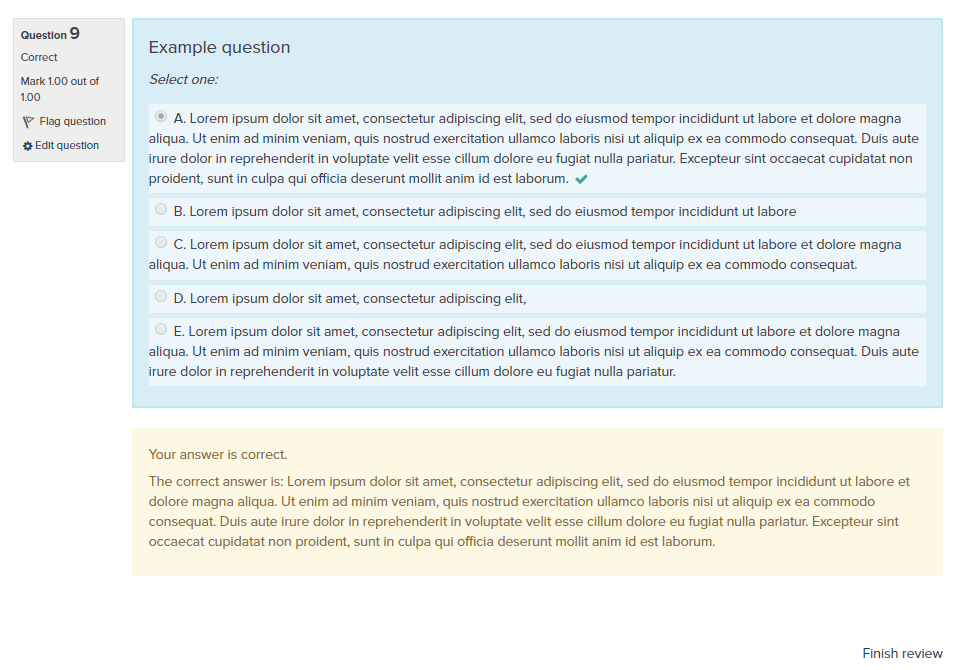 Question 9
Correct
Mark 1.00 out of
1.00
Flag question
Edit question
Example question
Select one:
A. Lorem ipsum dolor sit amet, consectetur adipiscing elit, sed do eiusmod tempor incididunt ut labore et dolore magna
aliqua. Ut enim ad minim veniam, quis nostrud exercitation ullamco laboris nisi ut aliquip ex ea commodo consequat. Duis aute
irure dolor in reprehenderit in voluptate velit esse cillum dolore eu fugiat nulla pariatur. Excepteur sint occaecat cupidatat non
proident, sunt in culpa qui officia deserunt mollit anim id est laborum.
B. Lorem ipsum dolor sit amet, consectetur adipiscing elit, sed do eiusmod tempor incididunt ut labore
C. Lorem ipsum dolor sit amet, consectetur adipiscing elit, sed do eiusmod tempor incididunt ut labore et dolore magna
aliqua. Ut enim ad minim veniam, quis nostrud exercitation ullamco laboris nisi ut aliquip ex ea commodo consequat.
D. Lorem ipsum dolor sit amet, consectetur adipiscing elit,
E. Lorem ipsum dolor sit amet, consectetur adipiscing elit, sed do eiusmod tempor incididunt ut labore et dolore magna
aliqua. Ut enim ad minim veniam, quis nostrud exercitation ullamco laboris nisi ut aliquip ex ea commodo consequat. Duis aute
irure dolor in reprehenderit in voluptate velit esse cillum dolore eu fugiat nulla pariatur.
Your answer is correct.
The correct answer is: Lorem ipsum dolor sit amet, consectetur adipiscing elit, sed do eiusmod tempor incididunt ut labore et
dolore magna aliqua. Ut enim ad minim veniam, quis nostrud exercitation ullamco laboris nisi ut aliquip ex ea commodo
consequat. Duis aute irure dolor in reprehenderit in voluptate velit esse cillum dolore eu fugiat nulla pariatur. Excepteur sint
occaecat cupidatat non proident, sunt in culpa qui officia deserunt mollit anim id est laborum.
Finish review